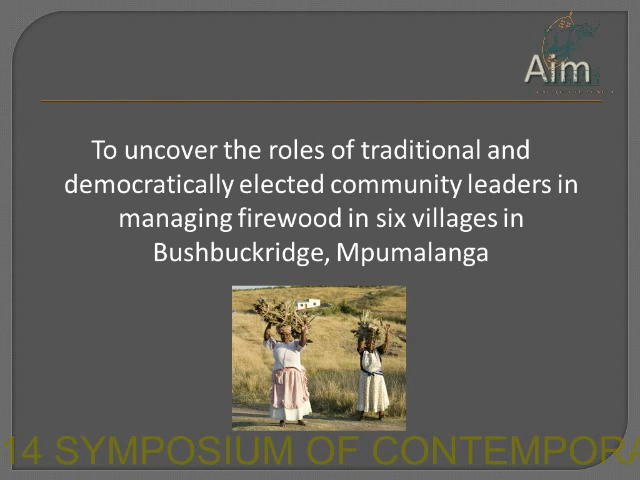 Aim
To uncover the roles of traditional and
democratically elected community leaders in
managing firewood in six villages in
Bushbuckridge, Mpumalanga
14 SYMPOSIUM OF CONTEMPORA